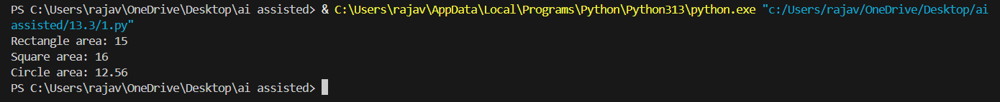 PS C:\Users\rajav\OneDrive\Desktop\ai assisted> & C:\Users\rajav\AppData\Local\Programs\Python\Python313\python.exe "c:/Users/rajav/OneDrive/Desktop/ai
assisted/13.3/1.py"
Rectangle area: 15
Square area: 16
Circle area: 12.56
PS C:\Users\rajav\OneDrive\Desktop\ai assisted>